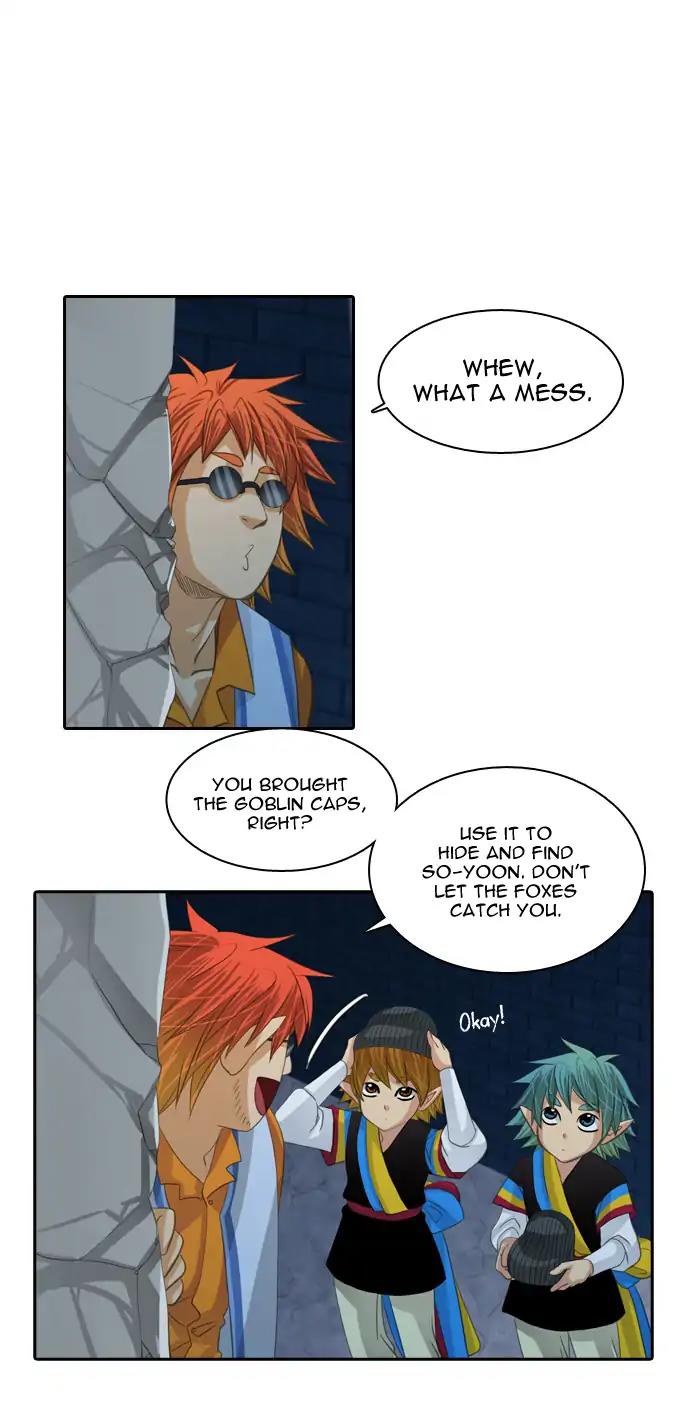 WHEW,
WHAT A MESS.
YOU BROUGHT
THE GOBLIN CAPS,
RIGHT?
USE IT TO
HIDE AND FIND
SO-YOON. DON'T
LET THE FOXES
CATCH YOU.
Okay!